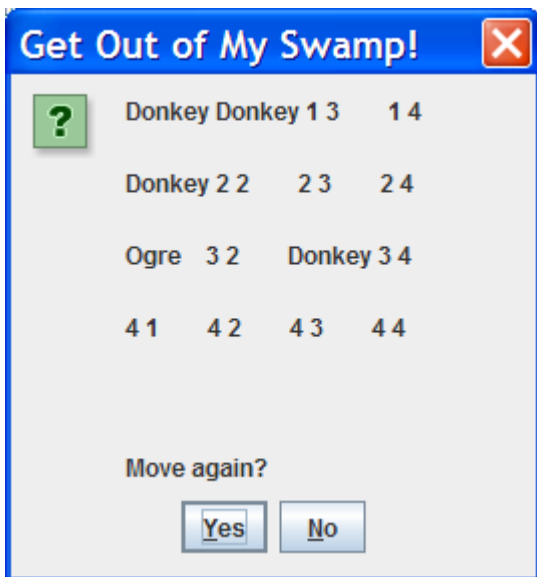 Get Out of My Swamp!
?
Donkey Donkey 1 3 1 4
Donkey 2 2 2 3 2 4
Ogre 3 2 Donkey 3 4
4 1 4 2 4 3 4 4
Move again?
Yes No